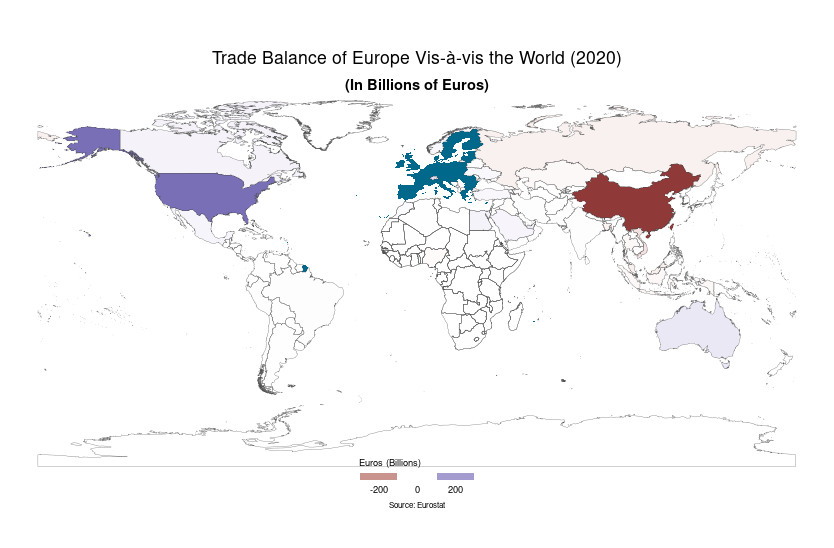 Trade Balance of Europe Vis-à-vis the World (2020)
(In Billions of Euros)
Euros (Billions)
-200 0 200
Source: Eurostat